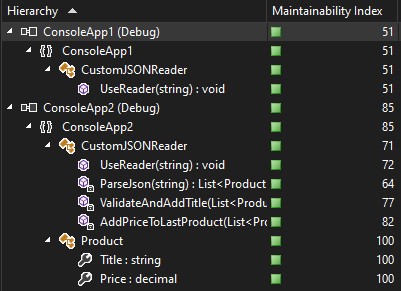 Hierarchy Maintainability Index
ConsoleApp1 (Debug) 51
{} ConsoleApp1 51
CustomJSONReader 51
UseReader(string) : void 51
ConsoleApp2 (Debug) 85
{} ConsoleApp2 85
CustomJSONReader 71
UseReader(string) : void 72
ParseJson(string) : List<Product 64
ValidateAndAddTitle(List<Pro 77
AddPriceToLastProduct(List<Pr 82
Product 100
Title : string 100
Price : decimal 100